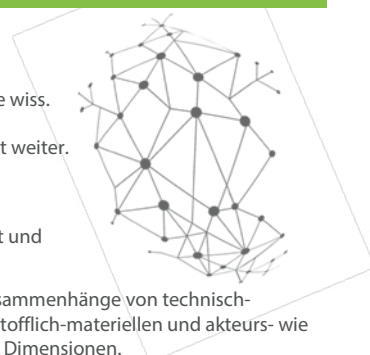 e wiss.
t weiter.
t und
sammenhänge von technisch-
tofflich-materiellen und akteurs- wie
Dimensionen.